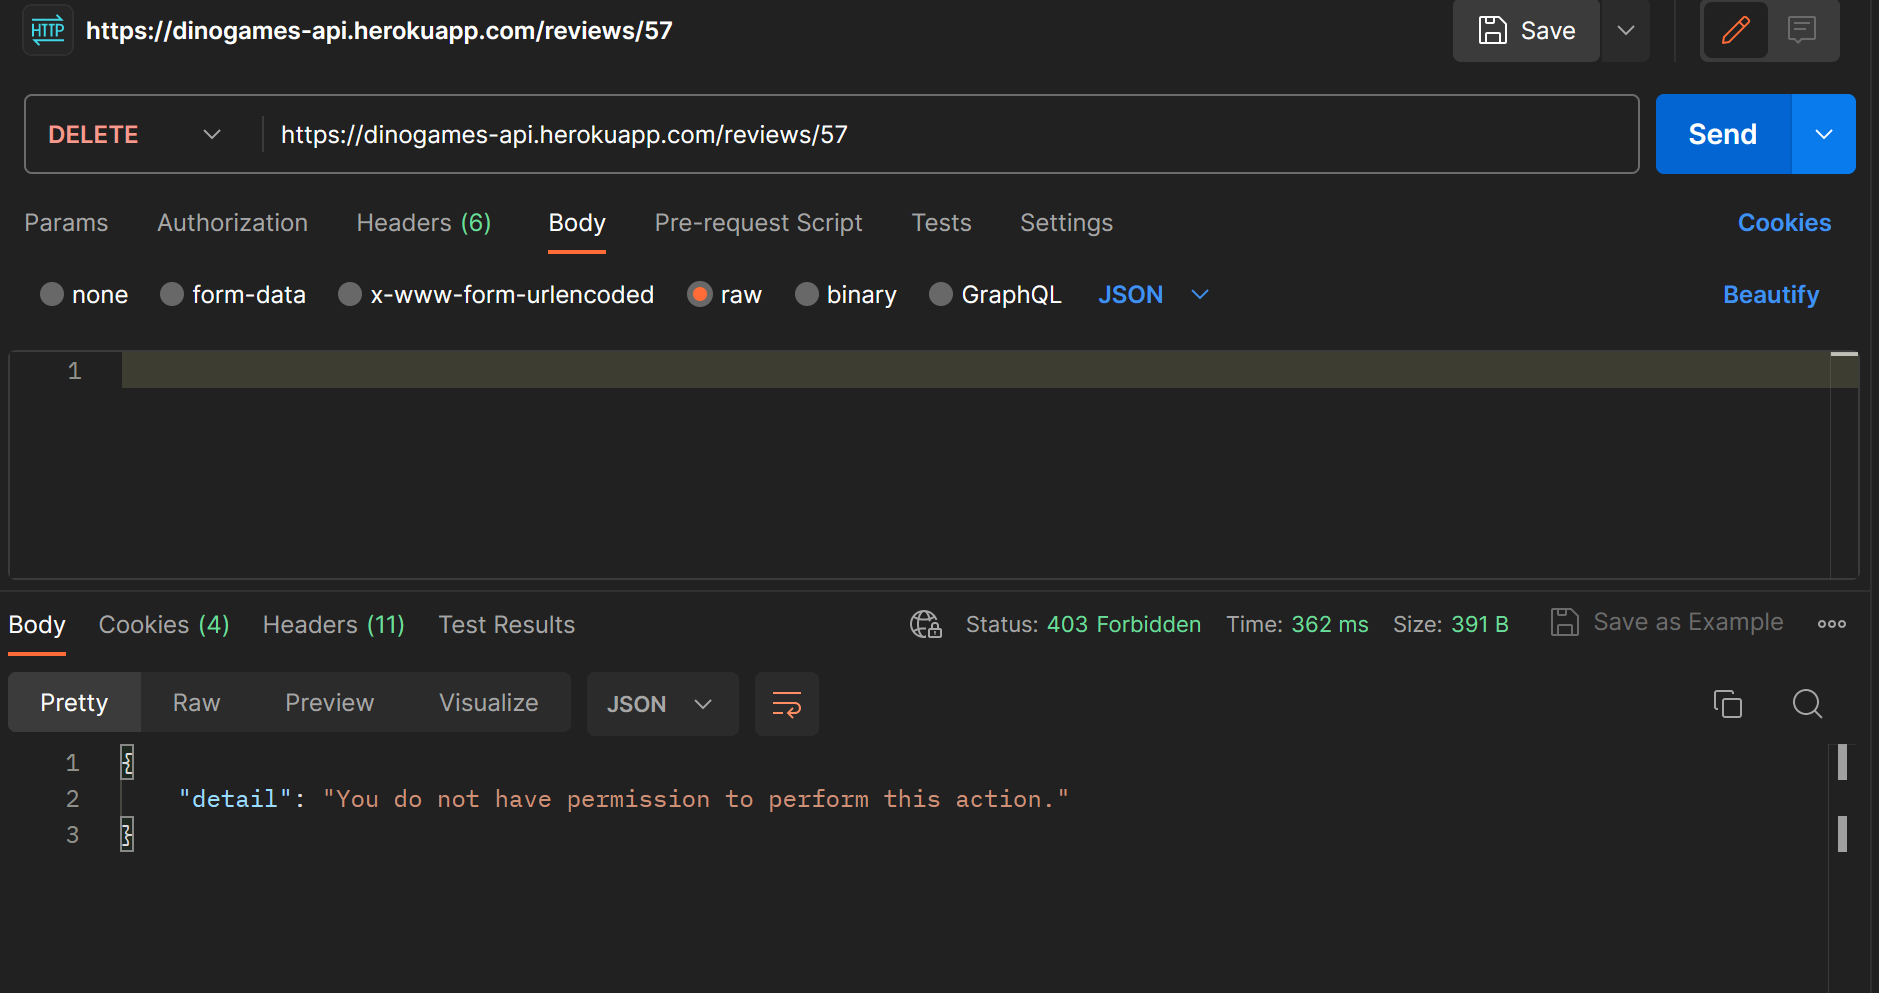 HTTP https://dinogames-api.herokuapp.com/reviews/57 Save
DELETE https://dinogames-api.herokuapp.com/reviews/57 Send
Params Authorization Headers (6) Body Pre-request Script Tests Settings Cookies
none form-data x-www-form-urlencoded raw binary GraphQL JSON Beautify
1
Body Cookies (4) Headers (11) Test Results Status: 403 Forbidden Time: 362 ms Size: 391 B Save as Example
Pretty Raw Preview Visualize JSON
1 {
2 "detail": "You do not have permission to perform this action."
3 }